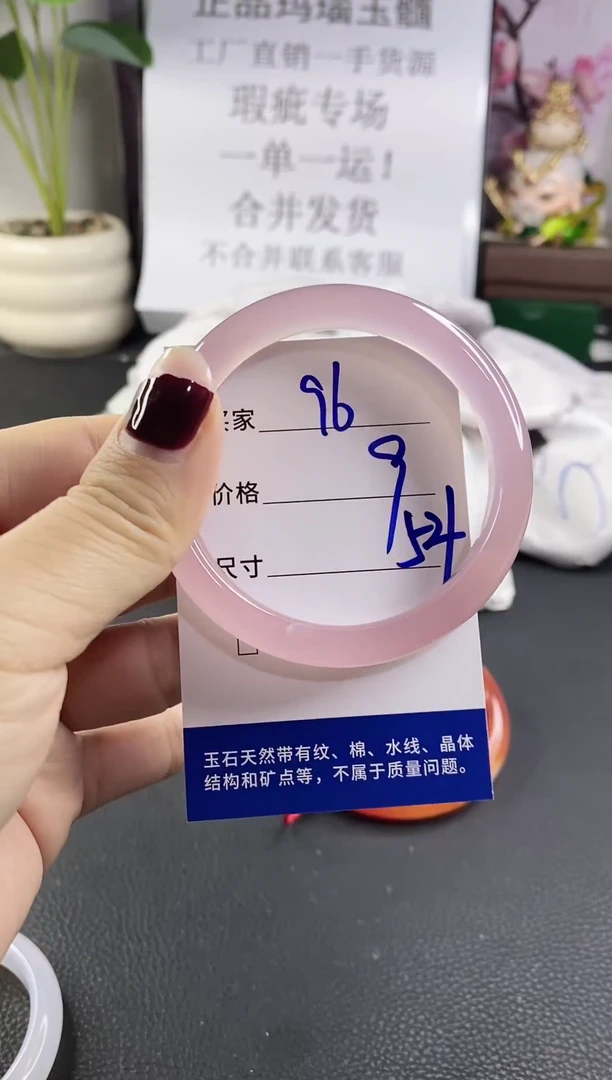 正品玛瑙玉镯
工厂直销一手货源
瑕疵专场
一单一运!
合并发货
不合并联系客服
买家 96
价格 9
尺寸 54
玉石天然带有纹、棉、水线、晶体
结构和矿点等，不属于质量问题。